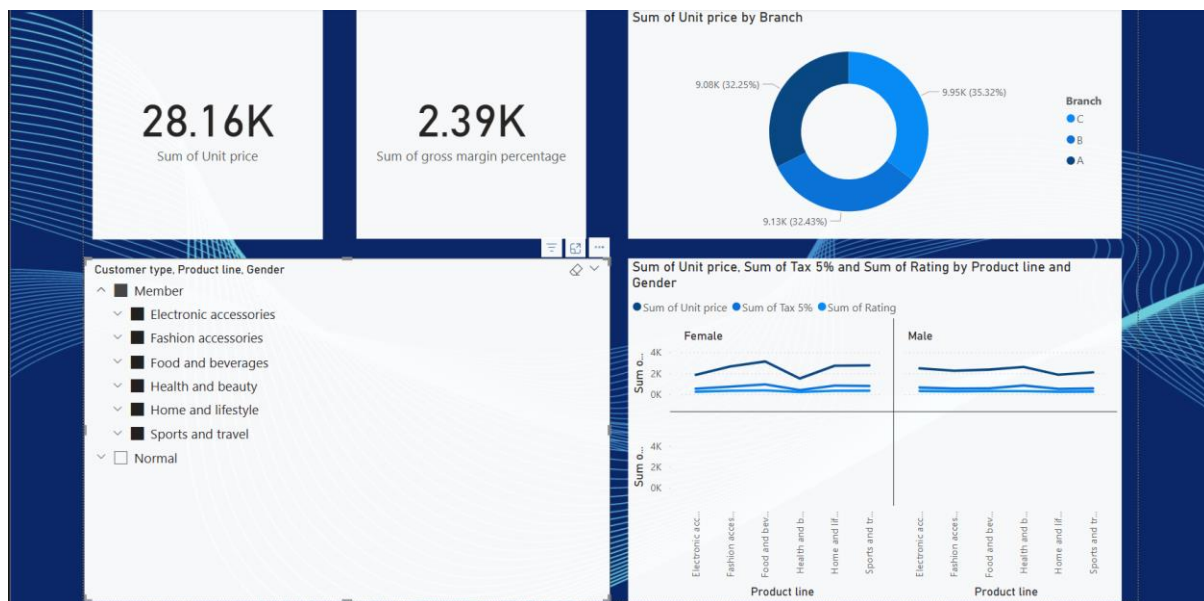 28.16K
Sum of Unit price
2.39K
Sum of gross margin percentage
Sum of Unit price by Branch
9.08K (32.25%)
9.95K (35.32%)
9.13K (32.43%)
Branch
C
B
A
Customer type, Product line, Gender
Member
Electronic accessories
Fashion accessories
Food and beverages
Health and beauty
Home and lifestyle
Sports and travel
Normal
Sum of Unit price, Sum of Tax 5% and Sum of Rating by Product line and
Gender
Sum of Unit price Sum of Tax 5% Sum of Rating
Female
Male
Sum o...
4K
2K
0K
Sum o...
4K
2K
0K
Electronic acc...
Fashion acces...
Food and bev...
Health and b...
Home and lif...
Sports and tr...
Electronic acc...
Fashion acces...
Food and bev...
Health and b...
Home and lif...
Sports and tr...
Product line
Product line